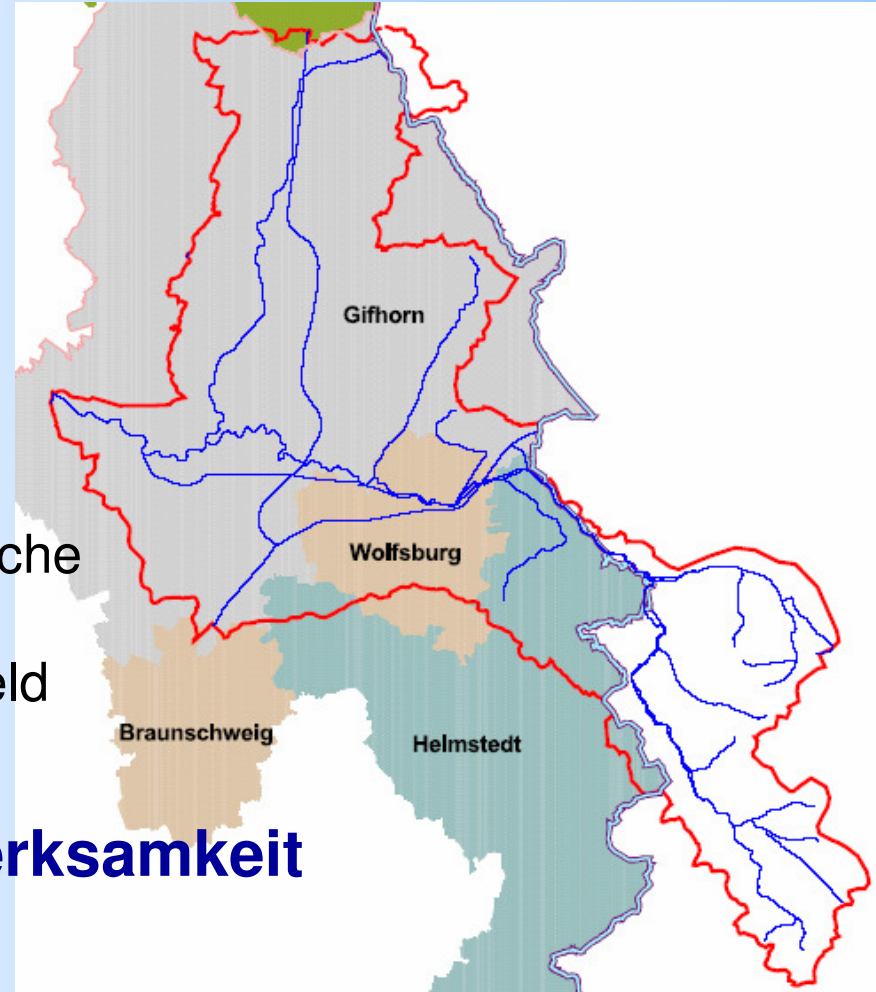 Gifhorn
che
Wolfsburg
eld
Braunschweig
Helmstedt
erksamkeit